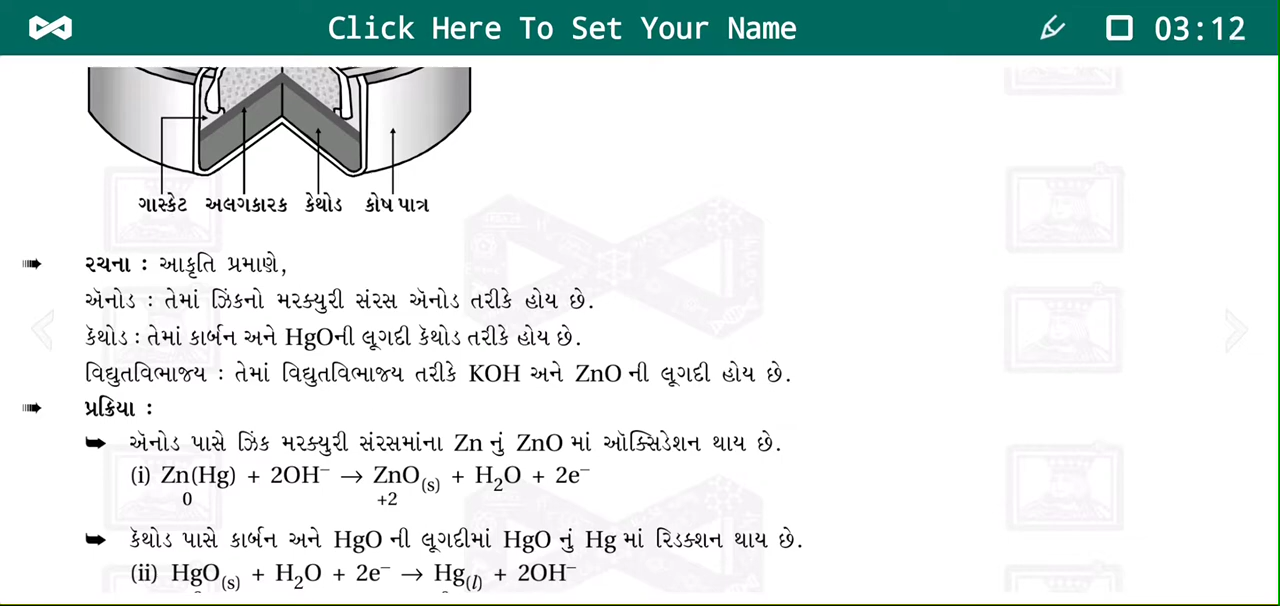 Click Here To Set Your Name 03:12
ગાસ્કેટ અલગકારક કેથોડ કોષ પાત્ર
રચના : આકૃતિ પ્રમાણે,
ઍનોડ : તેમાં ઝિંકનો મરક્યુરી સંરસ ઍનોડ તરીકે હોય છે.
કૅથોડ : તેમાં કાર્બન અને HgOની લૂગદી કૅથોડ તરીકે હોય છે.
વિદ્યુતવિભાજ્ય : તેમાં વિદ્યુતવિભાજ્ય તરીકે KOH અને ZnO ની લૂગદી હોય છે.
પ્રક્રિયા :
ઍનોડ પાસે ઝિંક મરક્યુરી સંરસમાંના Zn નું ZnO માં ઑક્સિડેશન થાય છે.
(i) Zn(Hg) + 2OH⁻ → ZnO(s) + H₂O + 2e⁻
0 +2
કૅથોડ પાસે કાર્બન અને HgO ની લૂગદીમાં HgO નું Hg માં રિડક્શન થાય છે.
(ii) HgO(s) + H₂O + 2e⁻ → Hg(l) + 2OH⁻